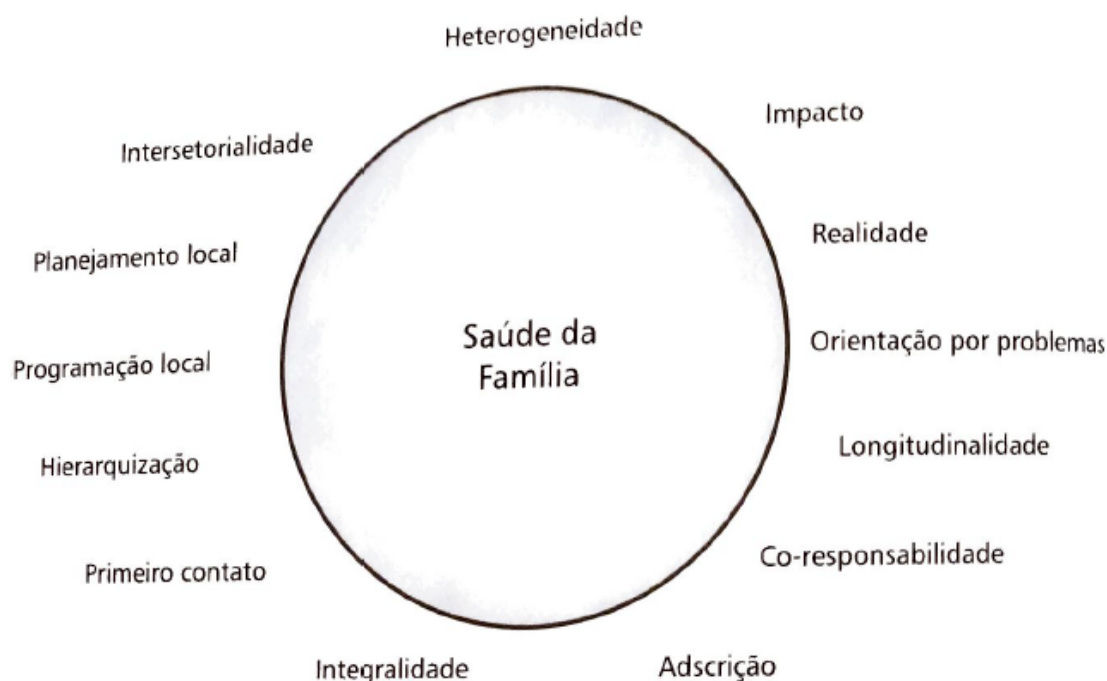 Heterogeneidade
Impacto
Intersetorialidade
Realidade
Planejamento local
Saúde da
Família
Orientação por problemas
Programação local
Longitudinalidade
Hierarquização
Co-responsabilidade
Primeiro contato
Integralidade
Adscrição